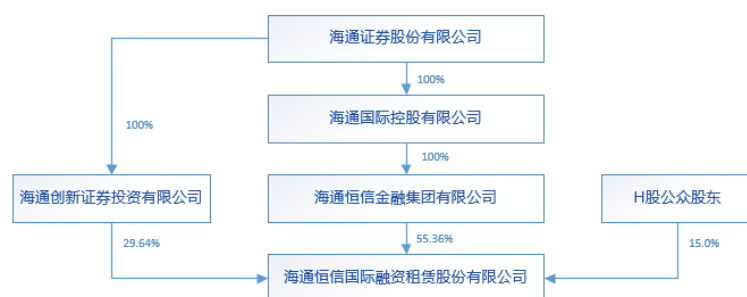 海通证券股份有限公司
100%
海通国际控股有限公司
100%
100%
海通创新证券投资有限公司
海通恒信金融集团有限公司
H股公众股东
29.64%
55.36%
15.0%
海通恒信国际融资租赁股份有限公司